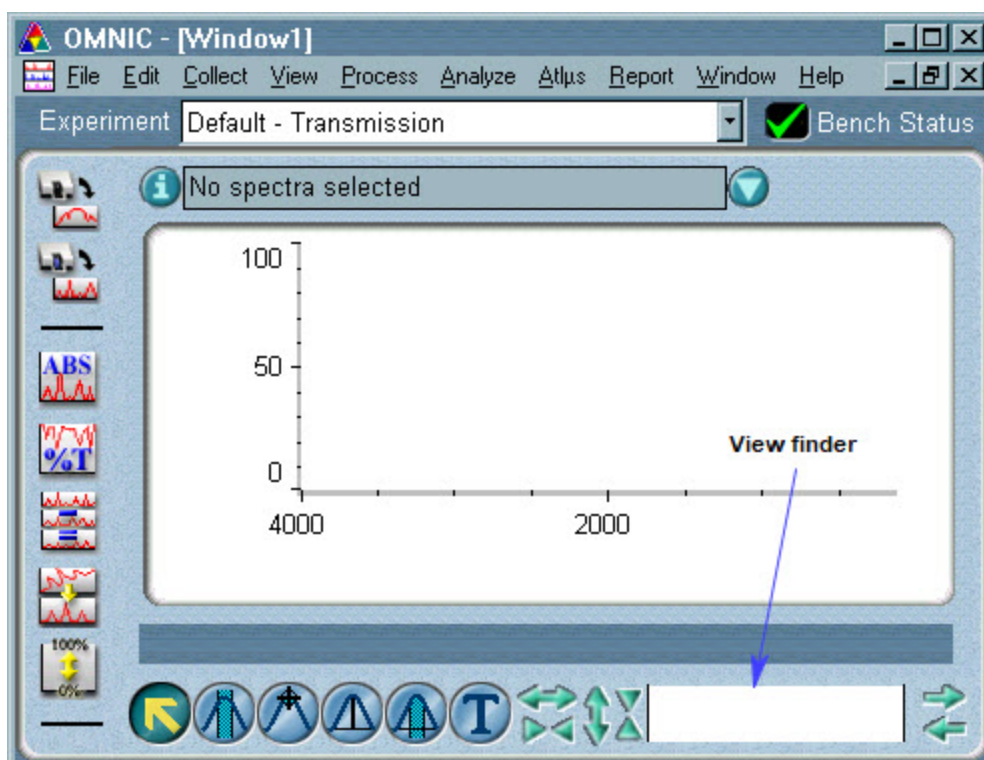 OMNIC - [Window1]
File Edit Collect View Process Analyze Atlµs Report Window Help
Experiment Default - Transmission Bench Status
No spectra selected
100
50
0
4000 2000
ABS
%T
100%
0%
View finder
T